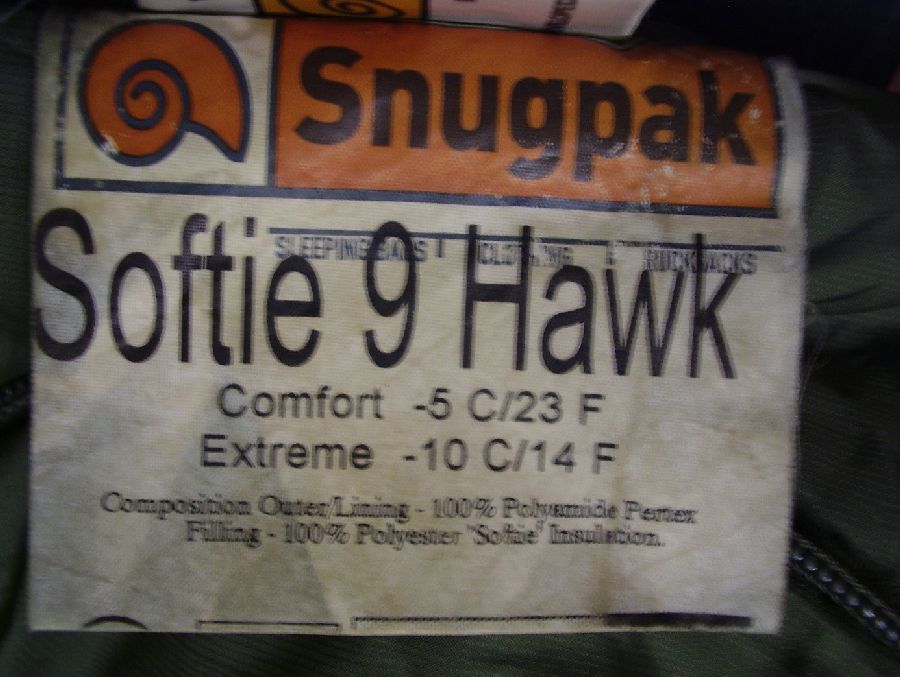 Snugpak
SLEEPING BAGS CLOTHING & RUCKSACKS
Softie 9 Hawk
Comfort -5 C/23 F
Extreme -10 C/14 F
Composition Outer/Lining - 100% Polyamide Pertex
Filling - 100% Polyester "Softie" Insulation.